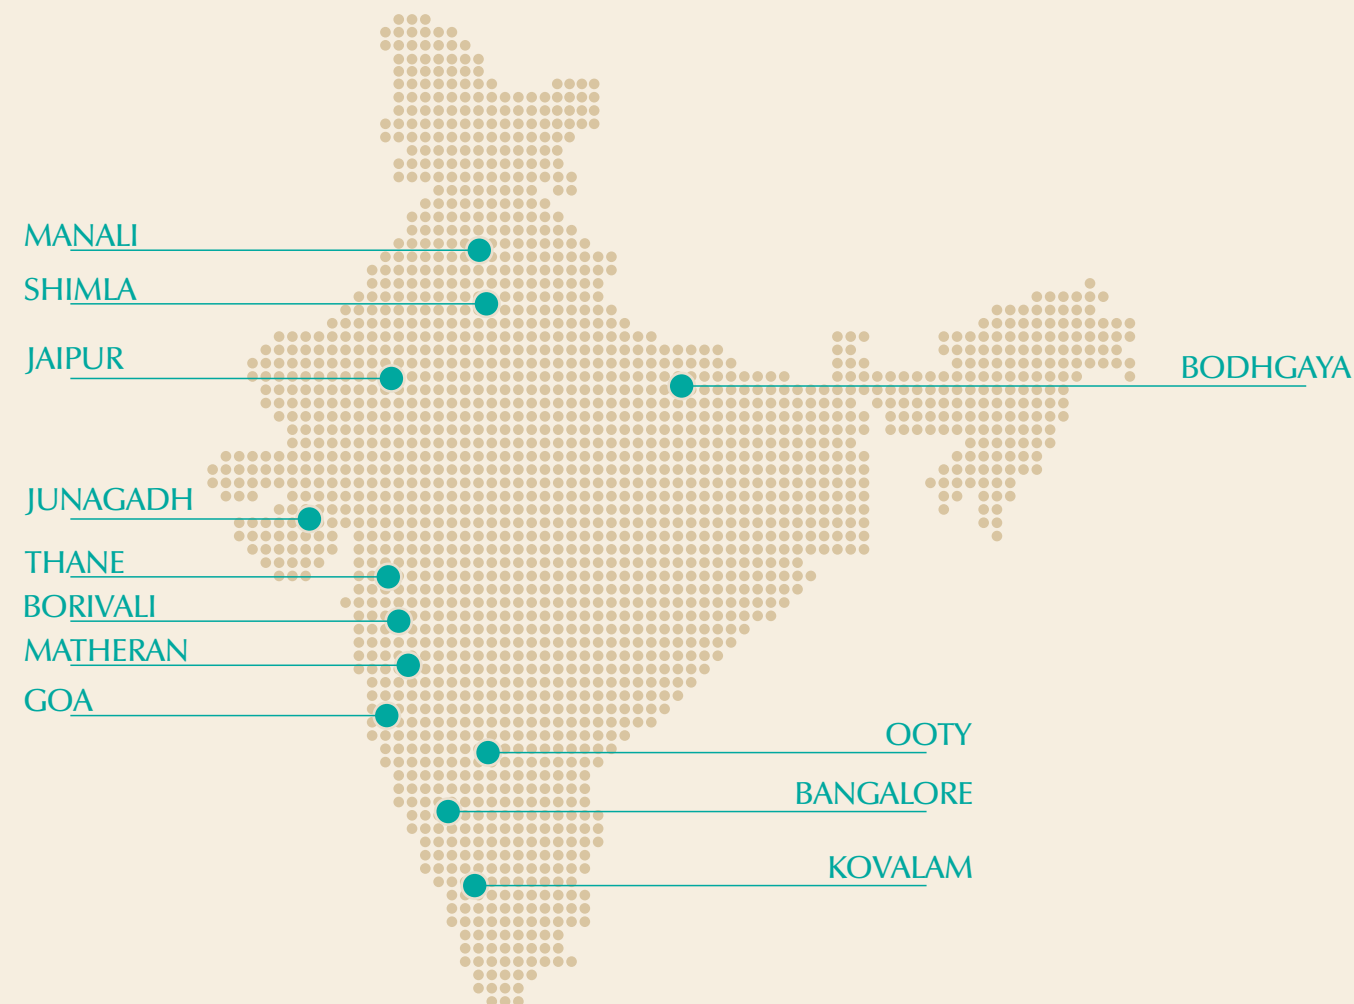 MANALI
SHIMLA
JAIPUR
BODHGAYA
JUNAGADH
THANE
BORIVALI
MATHERAN
GOA
OOTY
BANGALORE
KOVALAM